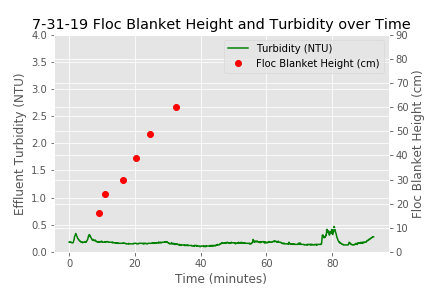 7-31-19 Floc Blanket Height and Turbidity over Time
4.0
3.5
3.0
2.5
2.0
1.5
1.0
0.5
0.0
Effluent Turbidity (NTU)
Turbidity (NTU)
Floc Blanket Height (cm)
90
80
70
60
50
40
30
20
10
0
Floc Blanket Height (cm)
0 20 40 60 80
Time (minutes)